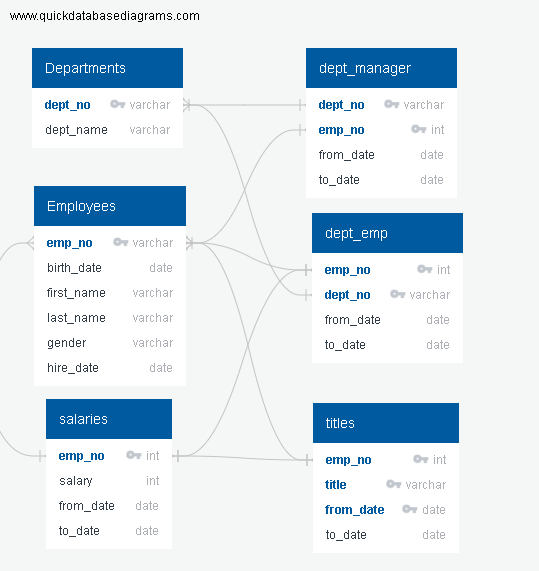 www.quickdatabasediagrams.com
Departments
dept_no varchar
dept_name varchar
dept_manager
dept_no varchar
emp_no int
from_date date
to_date date
Employees
emp_no varchar
birth_date date
first_name varchar
last_name varchar
gender varchar
hire_date date
dept_emp
emp_no int
dept_no varchar
from_date date
to_date date
salaries
emp_no int
salary int
from_date date
to_date date
titles
emp_no int
title varchar
from_date date
to_date date